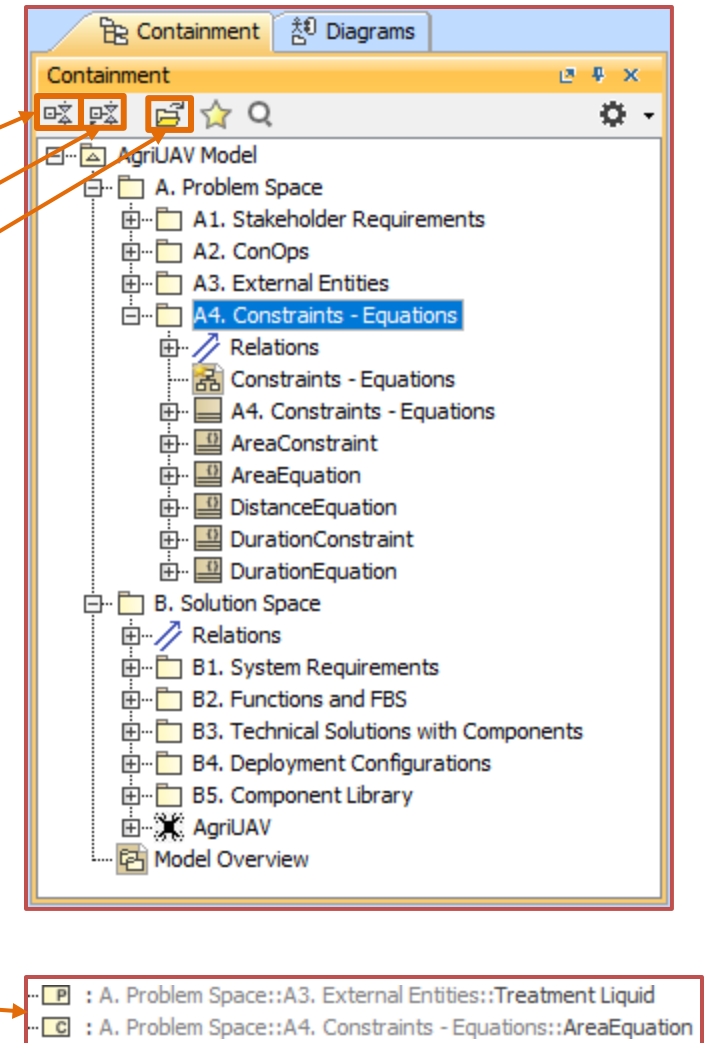 Containment Diagrams
Containment
AgriUAV Model
A. Problem Space
A1. Stakeholder Requirements
A2. ConOps
A3. External Entities
A4. Constraints - Equations
Relations
Constraints - Equations
A4. Constraints - Equations
AreaConstraint
AreaEquation
DistanceEquation
DurationConstraint
DurationEquation
B. Solution Space
Relations
B1. System Requirements
B2. Functions and FBS
B3. Technical Solutions with Components
B4. Deployment Configurations
B5. Component Library
AgriUAV
Model Overview
P : A. Problem Space::A3. External Entities::Treatment Liquid
C : A. Problem Space::A4. Constraints - Equations::AreaEquation